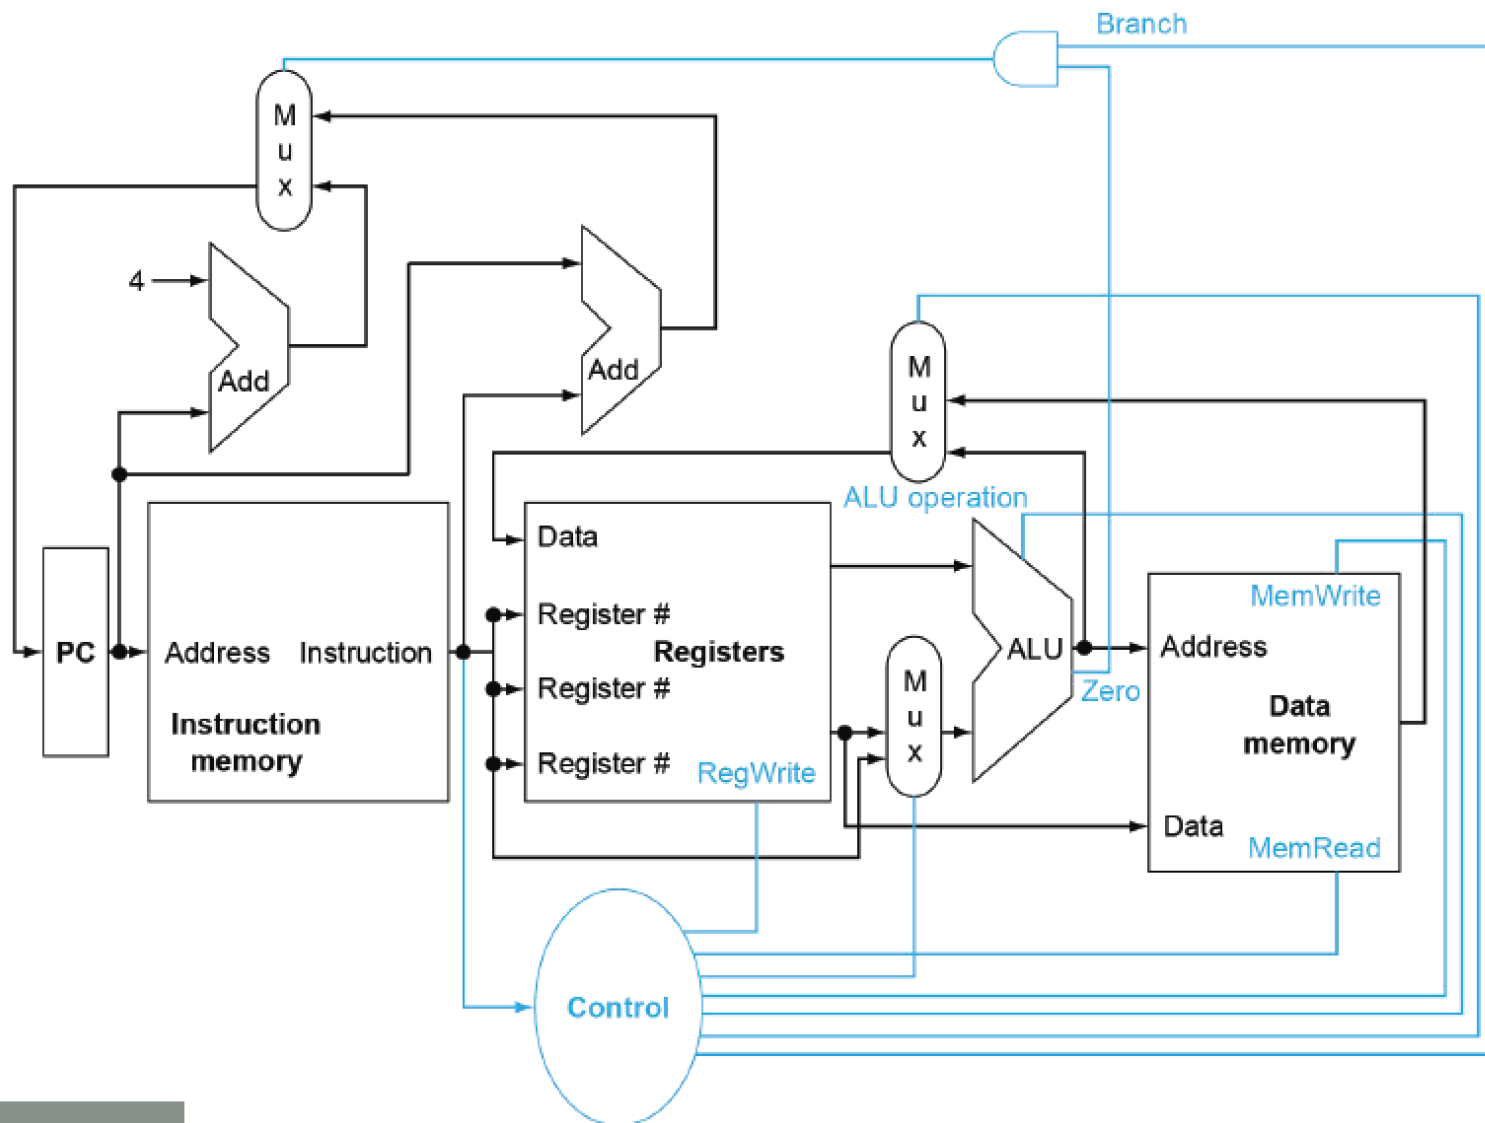 Branch
M
u
x
4
Add
Add
M
u
x
ALU operation
Data
Register #
Registers
Register #
Register #
RegWrite
PC
Address
Instruction
Instruction
memory
M
u
x
ALU
Zero
MemWrite
Address
Data
memory
Data
MemRead
Control